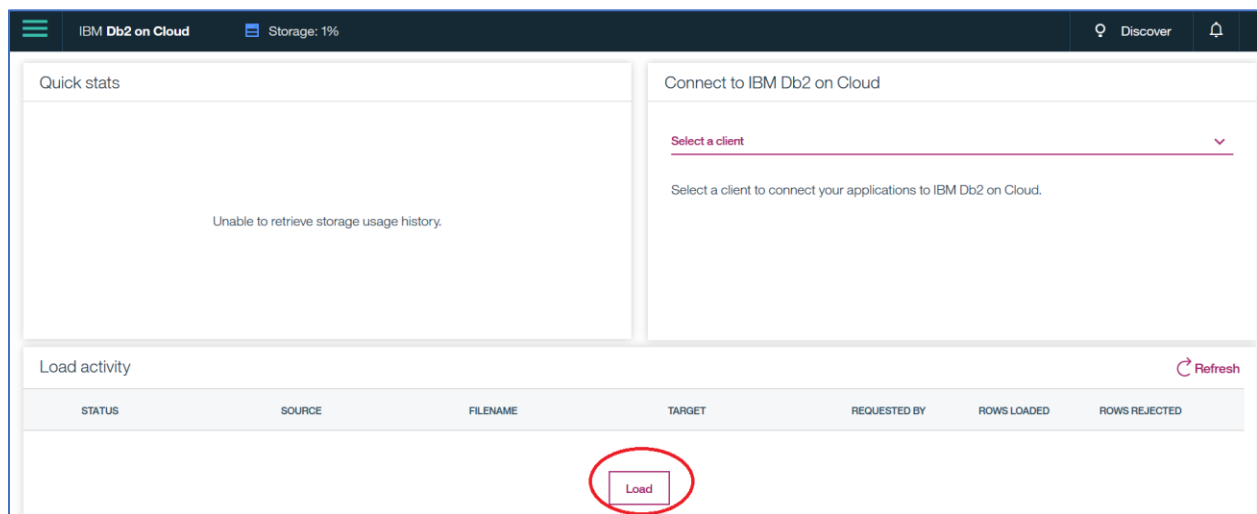 IBM Db2 on Cloud
Storage: 1%
Discover
Quick stats
Unable to retrieve storage usage history.
Connect to IBM Db2 on Cloud
Select a client
Select a client to connect your applications to IBM Db2 on Cloud.
Load activity
Refresh
STATUS SOURCE FILENAME TARGET REQUESTED BY ROWS LOADED ROWS REJECTED
Load